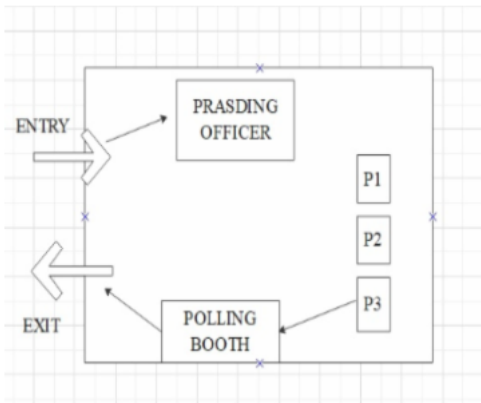 PRASDING
OFFICER
ENTRY
P1
P2
P3
POLLING
BOOTH
EXIT